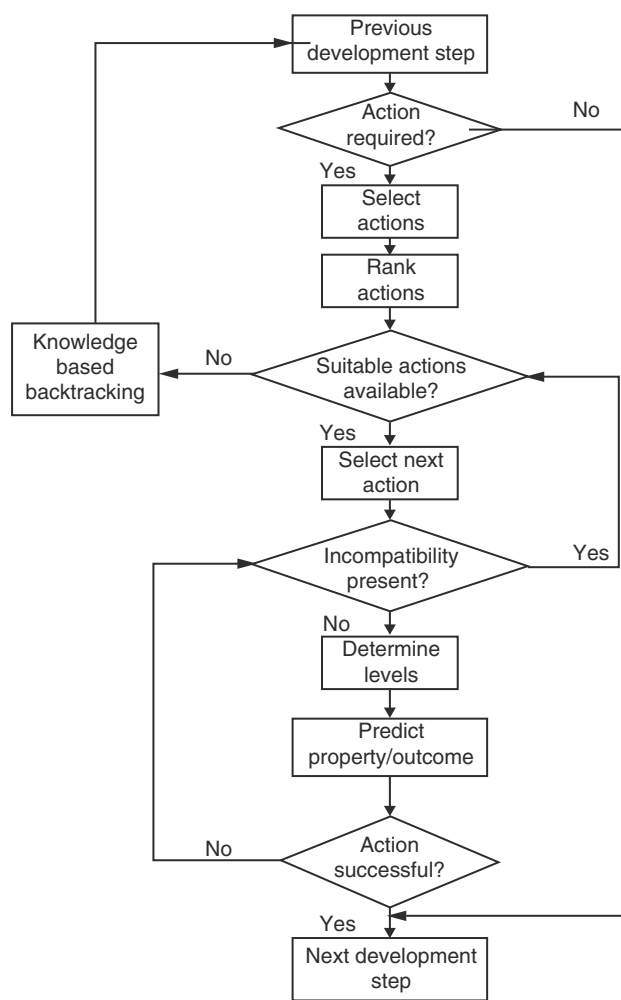 Previous
development step
Action
required?
No
Yes
Select
actions
Rank
actions
Knowledge
based
backtracking
No
Suitable actions
available?
Yes
Select next
action
Incompatibility
present?
Yes
No
Determine
levels
Predict
property/outcome
No
Action
successful?
Yes
Next development
step